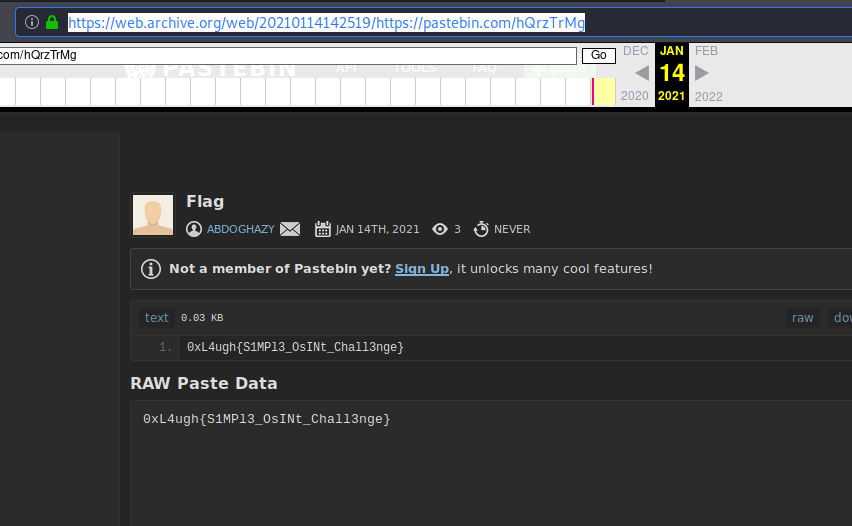 https://web.archive.org/web/20210114142519/https://pastebin.com/hQrzTrMg
com/hQrzTrMg Go DEC JAN FEB
PASTEBIN API TOOLS FAQ paste
14
2020 2021 2022
Flag
ABDOGHAZY JAN 14TH, 2021 3 NEVER
Not a member of Pastebin yet? Sign Up, it unlocks many cool features!
text 0.03 KB raw dow
1. 0xL4ugh{S1MPl3_OsINt_Chall3nge}
RAW Paste Data
0xL4ugh{S1MPl3_OsINt_Chall3nge}